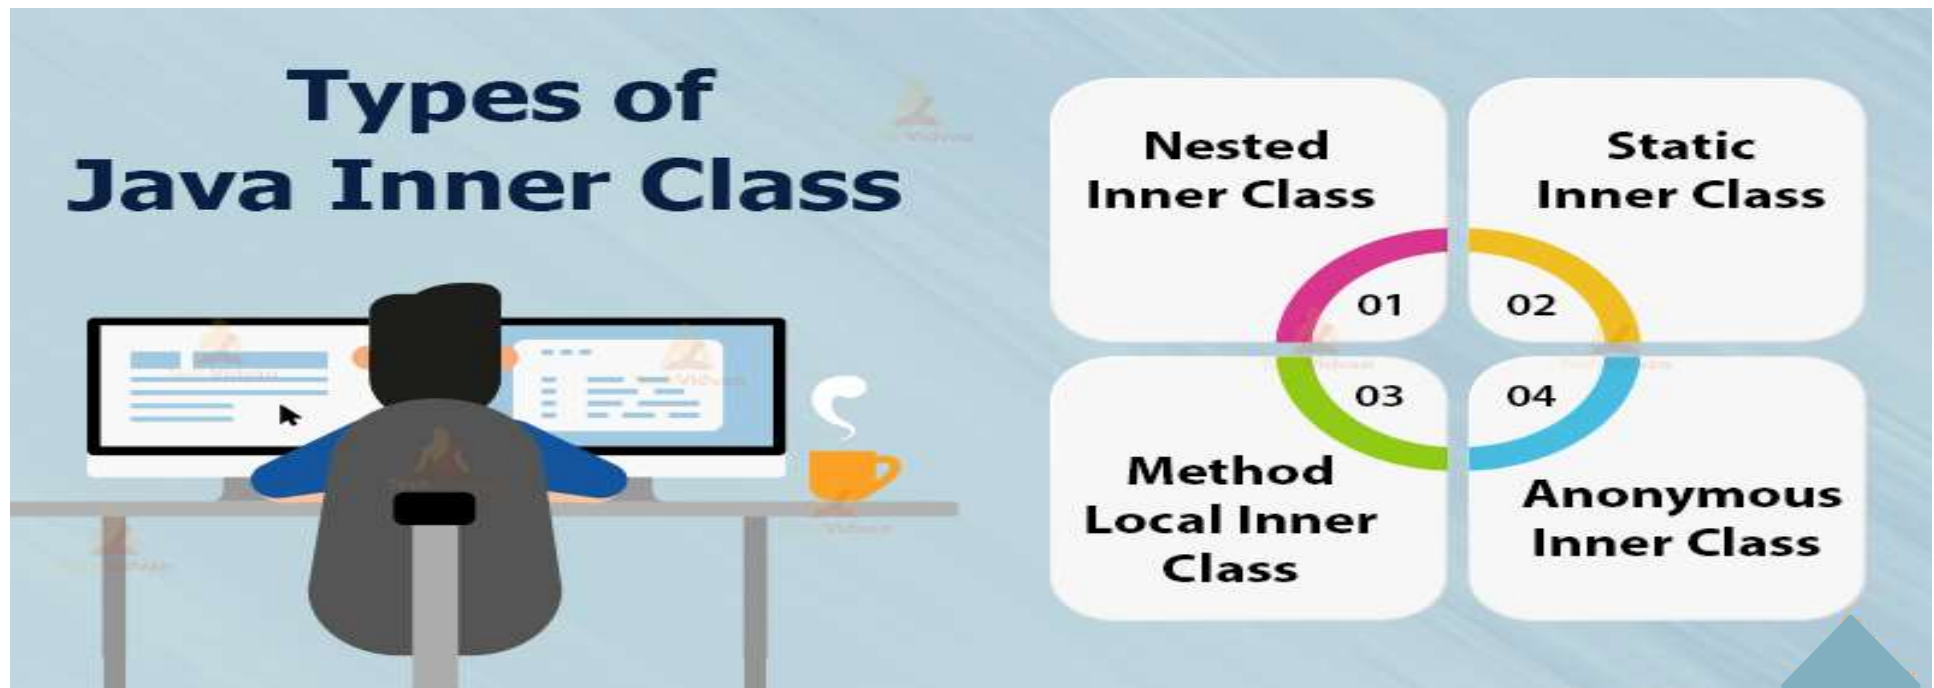 Types of
Java Inner Class
Nested
Inner Class
01
Static
Inner Class
02
03
Method
Local Inner
Class
04
Anonymous
Inner Class